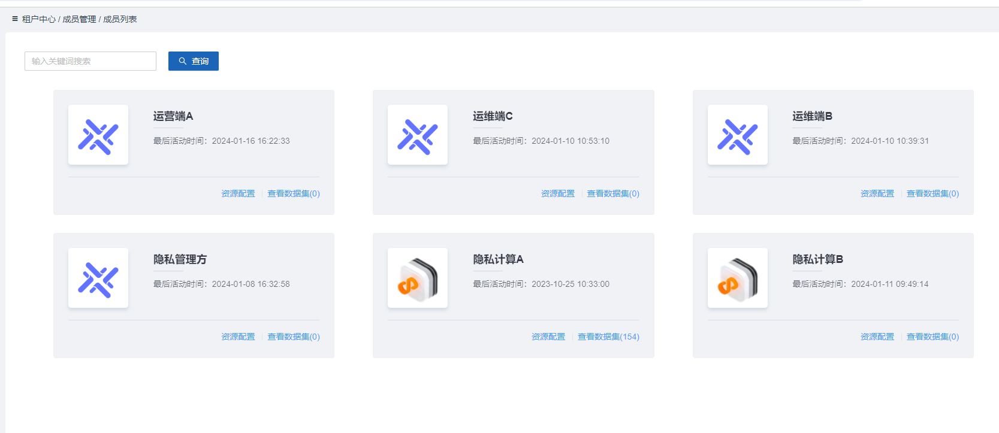 租户中心 / 成员管理 / 成员列表
输入关键词搜索
查询
运营端A
最后活动时间：2024-01-16 16:22:33
资源配置 查看数据集(0)
运维端C
最后活动时间：2024-01-10 10:53:10
资源配置 查看数据集(0)
运维端B
最后活动时间：2024-01-10 10:39:31
资源配置 查看数据集(0)
隐私管理方
最后活动时间：2024-01-08 16:32:58
资源配置 查看数据集(0)
隐私计算A
最后活动时间：2023-10-25 10:33:00
资源配置 查看数据集(154)
隐私计算B
最后活动时间：2024-01-11 09:49:14
资源配置 查看数据集(0)